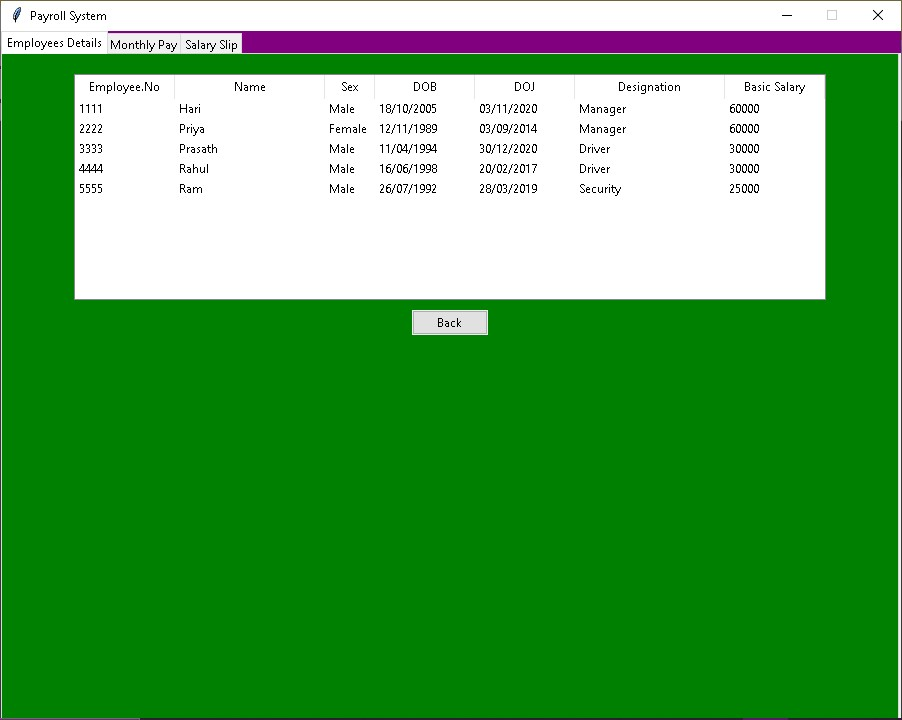 Payroll System
Employees Details Monthly Pay Salary Slip
Employee.No Name Sex DOB DOJ Designation Basic Salary
1111 Hari Male 18/10/2005 03/11/2020 Manager 60000
2222 Priya Female 12/11/1989 03/09/2014 Manager 60000
3333 Prasath Male 11/04/1994 30/12/2020 Driver 30000
4444 Rahul Male 16/06/1998 20/02/2017 Driver 30000
5555 Ram Male 26/07/1992 28/03/2019 Security 25000
Back